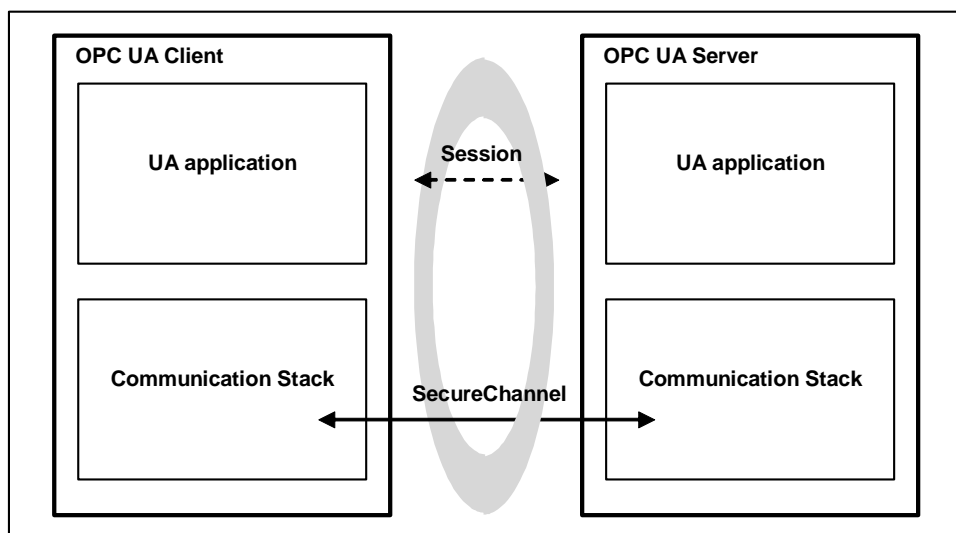 OPC UA Client
OPC UA Server
UA application
Session
UA application
Communication Stack
SecureChannel
Communication Stack